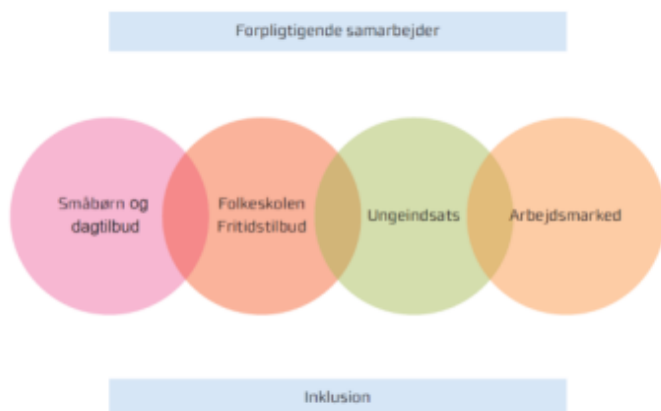 Forpligtigende samarbejder
Småbørn og
dagtilbud
Folkeskolen
Fritidstilbud
Ungeindsats
Arbejdsmarked
Inklusion